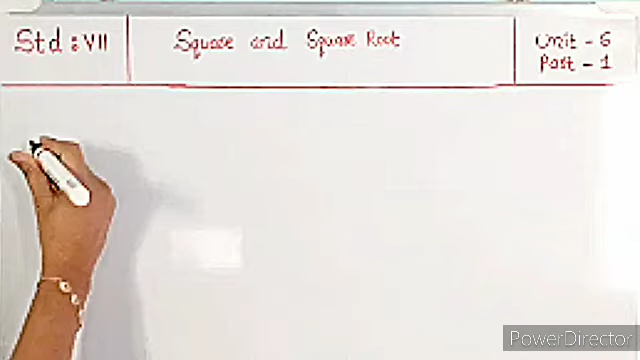 Std : VII
Square and Square Root
Unit - 6
Part - 1
PowerDirector